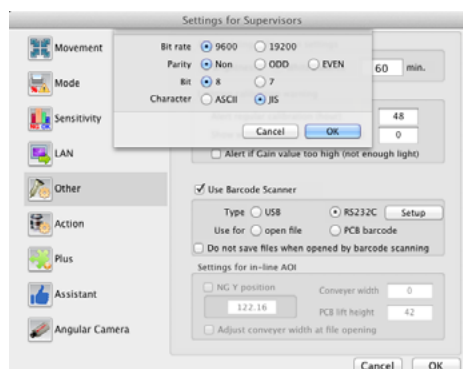 Settings for Supervisors
Movement
Mode
Sensitivity
LAN
Other
Action
Plus
Assistant
Angular Camera
Bit rate 9600 19200
Parity Non ODD EVEN
Bit 8 7
Character ASCII JIS
Cancel OK
60 min.
48
0
Alert if Gain value too high (not enough light)
Use Barcode Scanner
Type USB RS232C Setup
Use for open file PCB barcode
Do not save files when opened by barcode scanning
Settings for in-line AOI
NG Y position Conveyer width 0
122.16 PCB lift height 42
Adjust conveyer width at file opening
Cancel OK